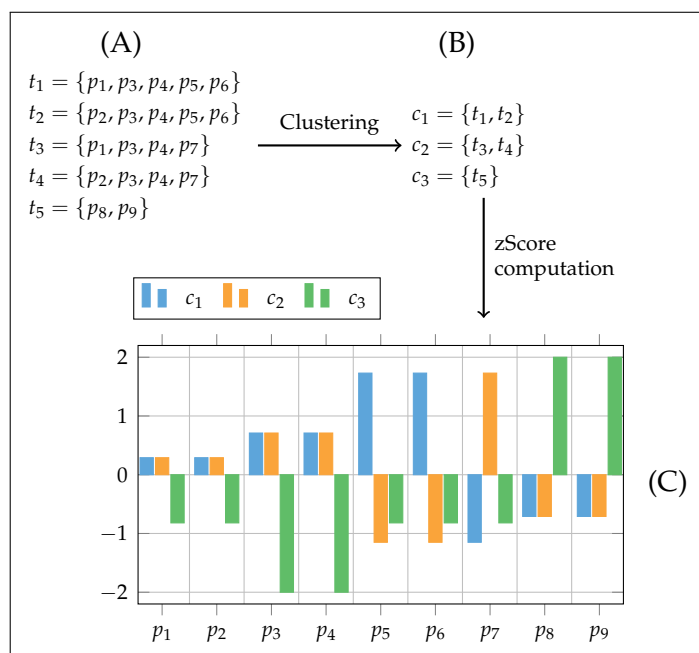 (A) (B)
t₁ = {p₁, p₃, p₄, p₅, p₆}
t₂ = {p₂, p₃, p₄, p₅, p₆}
t₃ = {p₁, p₃, p₄, p₇}
t₄ = {p₂, p₃, p₄, p₇}
t₅ = {p₈, p₉}
Clustering
c₁ = {t₁, t₂}
c₂ = {t₃, t₄}
c₃ = {t₅}
zScore
computation
c₁ c₂ c₃
2
1
0
−1
−2
(C)
p₁ p₂ p₃ p₄ p₅ p₆ p₇ p₈ p₉